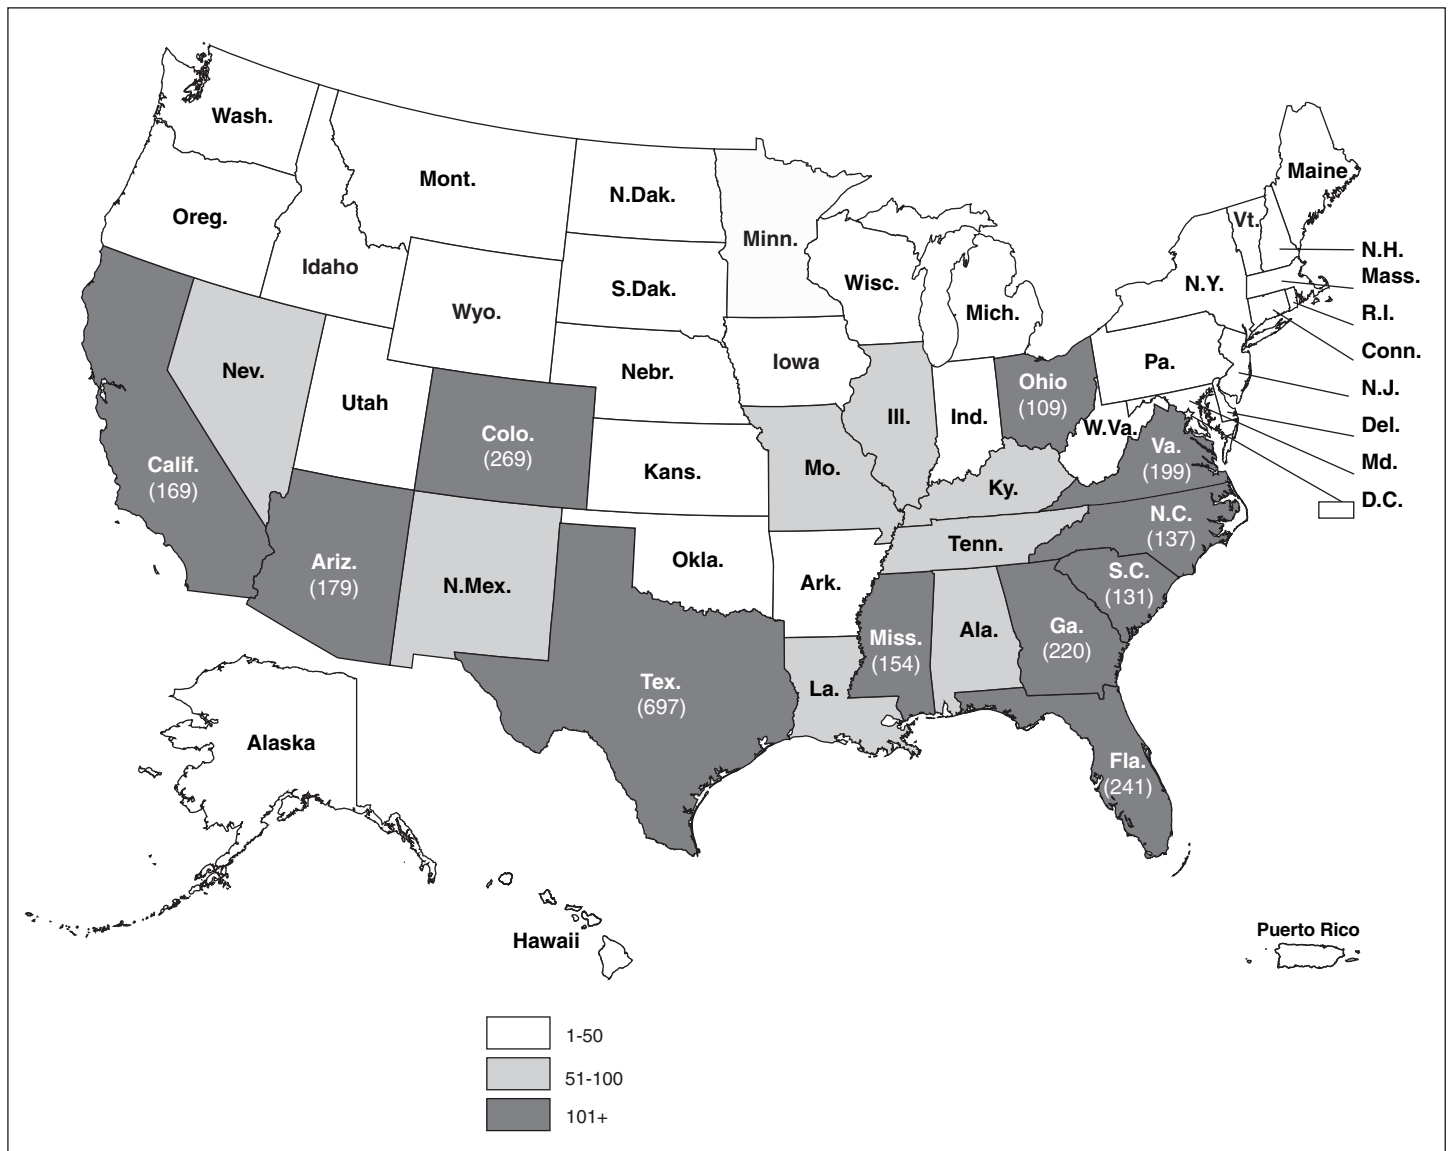 Wash.
Mont.
N.Dak.
Minn.
Maine
Oreg.
Idaho
Wyo.
S.Dak.
Wisc.
Mich.
N.Y.
Vt.
N.H.
Mass.
R.I.
Conn.
N.J.
Del.
Md.
D.C.
Nev.
Utah
Colo.
(269)
Nebr.
Iowa
Ill.
Ind.
Ohio
(109)
Pa.
W.Va.
Va.
(199)
Calif.
(169)
Kans.
Mo.
Ky.
N.C.
(137)
Ariz.
(179)
N.Mex.
Okla.
Ark.
Tenn.
S.C.
(131)
Tex.
(697)
La.
Miss.
(154)
Ala.
Ga.
(220)
Fla.
(241)
Alaska
Hawaii
Puerto Rico
1-50
51-100
101+